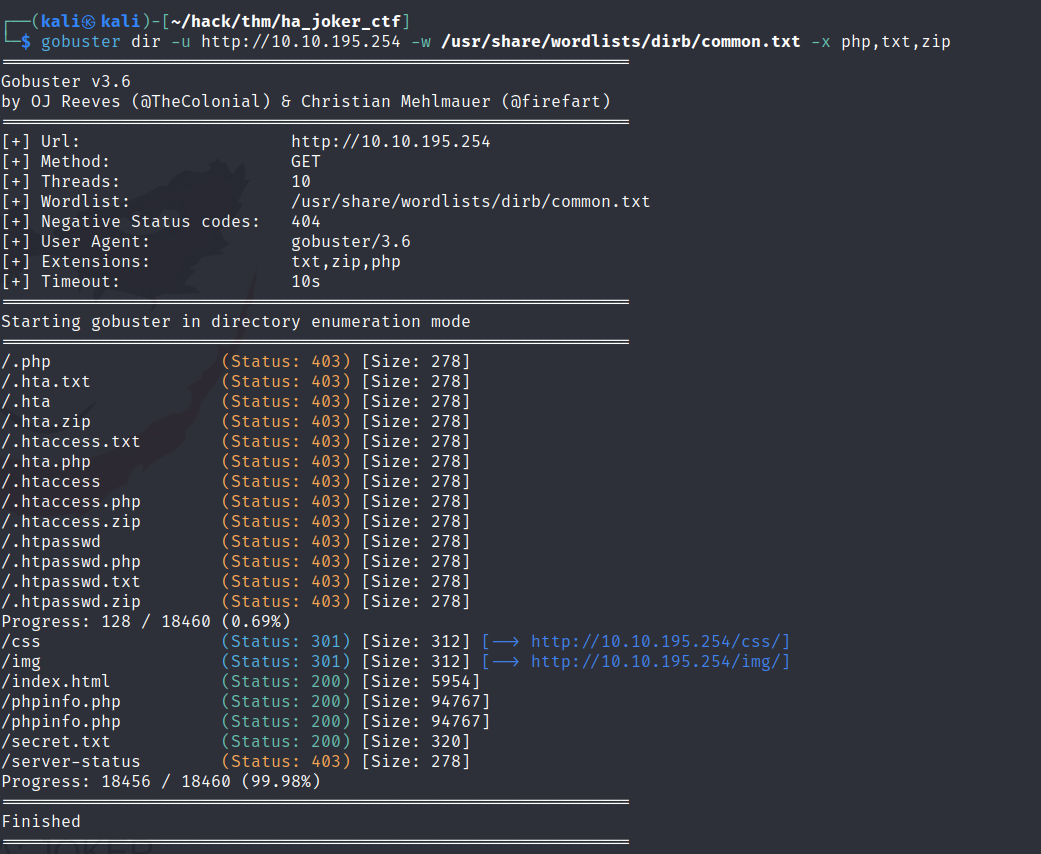 ┌──(kali㉿kali)-[~/hack/thm/ha_joker_ctf]
└─$ gobuster dir -u http://10.10.195.254 -w /usr/share/wordlists/dirb/common.txt -x php,txt,zip
===============================================================
Gobuster v3.6
by OJ Reeves (@TheColonial) & Christian Mehlmauer (@firefart)
===============================================================
[+] Url:                     http://10.10.195.254
[+] Method:                  GET
[+] Threads:                 10
[+] Wordlist:                /usr/share/wordlists/dirb/common.txt
[+] Negative Status codes:   404
[+] User Agent:              gobuster/3.6
[+] Extensions:              txt,zip,php
[+] Timeout:                 10s
===============================================================
Starting gobuster in directory enumeration mode
===============================================================
/.php                 (Status: 403) [Size: 278]
/.hta.txt             (Status: 403) [Size: 278]
/.hta                 (Status: 403) [Size: 278]
/.hta.zip             (Status: 403) [Size: 278]
/.htaccess.txt        (Status: 403) [Size: 278]
/.hta.php             (Status: 403) [Size: 278]
/.htaccess            (Status: 403) [Size: 278]
/.htaccess.php        (Status: 403) [Size: 278]
/.htaccess.zip        (Status: 403) [Size: 278]
/.htpasswd            (Status: 403) [Size: 278]
/.htpasswd.php        (Status: 403) [Size: 278]
/.htpasswd.txt        (Status: 403) [Size: 278]
/.htpasswd.zip        (Status: 403) [Size: 278]
Progress: 128 / 18460 (0.69%)
/css                  (Status: 301) [Size: 312] [--> http://10.10.195.254/css/]
/img                  (Status: 301) [Size: 312] [--> http://10.10.195.254/img/]
/index.html           (Status: 200) [Size: 5954]
/phpinfo.php          (Status: 200) [Size: 94767]
/phpinfo.php          (Status: 200) [Size: 94767]
/secret.txt           (Status: 200) [Size: 320]
/server-status        (Status: 403) [Size: 278]
Progress: 18456 / 18460 (99.98%)
===============================================================
Finished
===============================================================